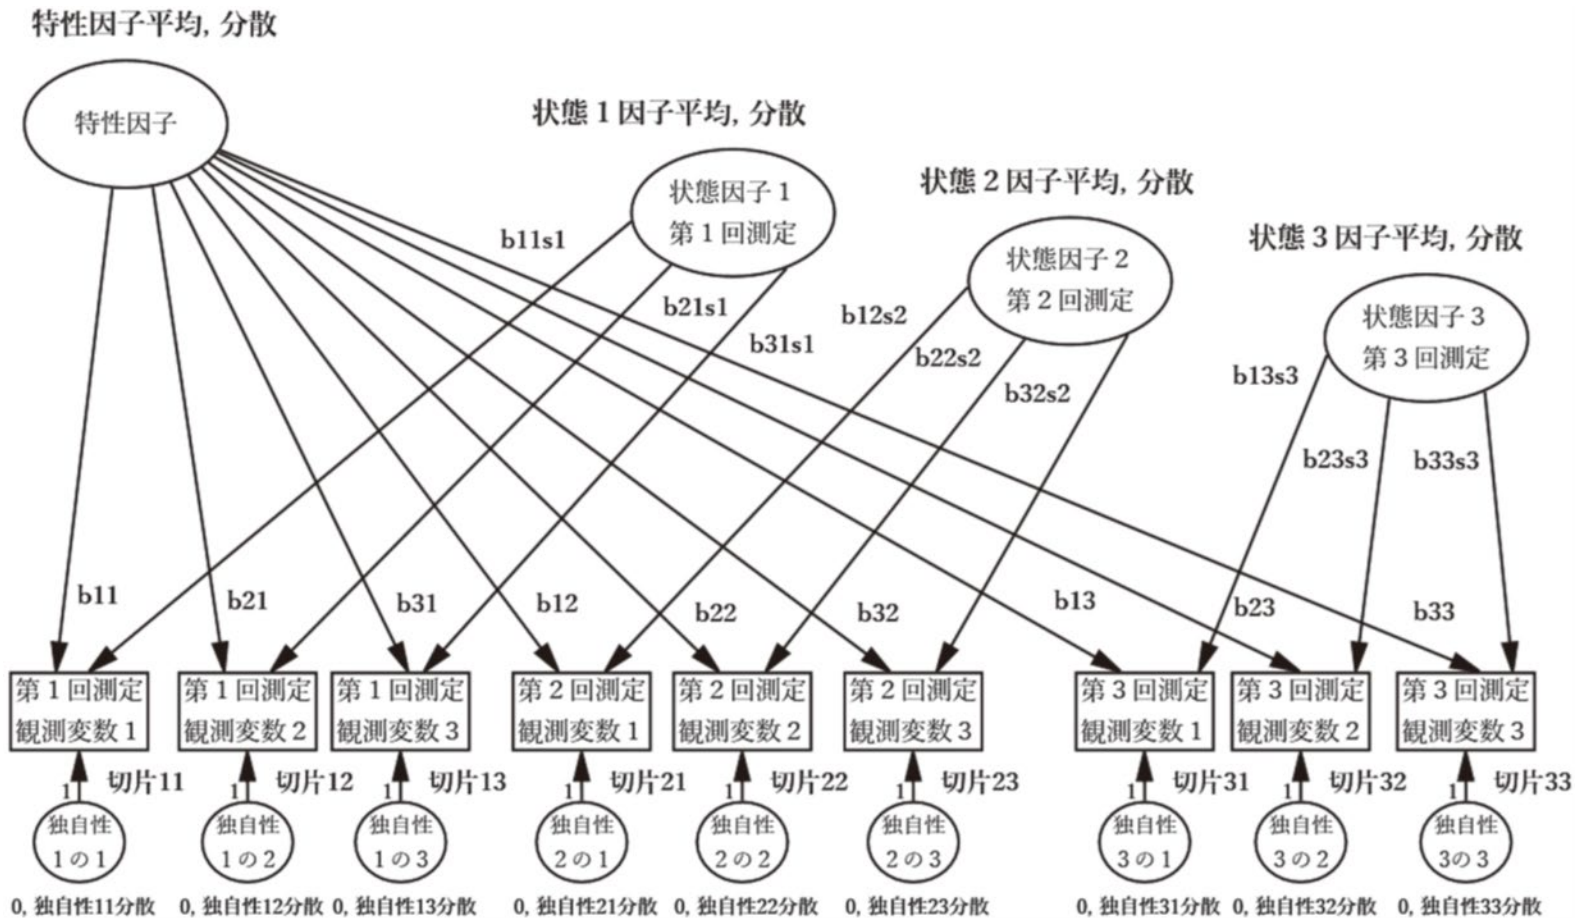 特性因子平均, 分散
特性因子
状態1因子平均, 分散
状態因子1
第1回測定
状態2因子平均, 分散
状態因子2
第2回測定
状態3因子平均, 分散
状態因子3
第3回測定
b11s1
b21s1
b31s1
b12s2
b22s2
b32s2
b13s3
b23s3
b33s3
b11
b21
b31
b12
b22
b32
b13
b23
b33
第1回測定
観測変数1
第1回測定
観測変数2
第1回測定
観測変数3
第2回測定
観測変数1
第2回測定
観測変数2
第2回測定
観測変数3
第3回測定
観測変数1
第3回測定
観測変数2
第3回測定
観測変数3
1
切片11
1
切片12
1
切片13
1
切片21
1
切片22
1
切片23
1
切片31
1
切片32
1
切片33
独自性
1の1
独自性
1の2
独自性
1の3
独自性
2の1
独自性
2の2
独自性
2の3
独自性
3の1
独自性
3の2
独自性
3の3
0, 独自性11分散
0, 独自性12分散
0, 独自性13分散
0, 独自性21分散
0, 独自性22分散
0, 独自性23分散
0, 独自性31分散
0, 独自性32分散
0, 独自性33分散